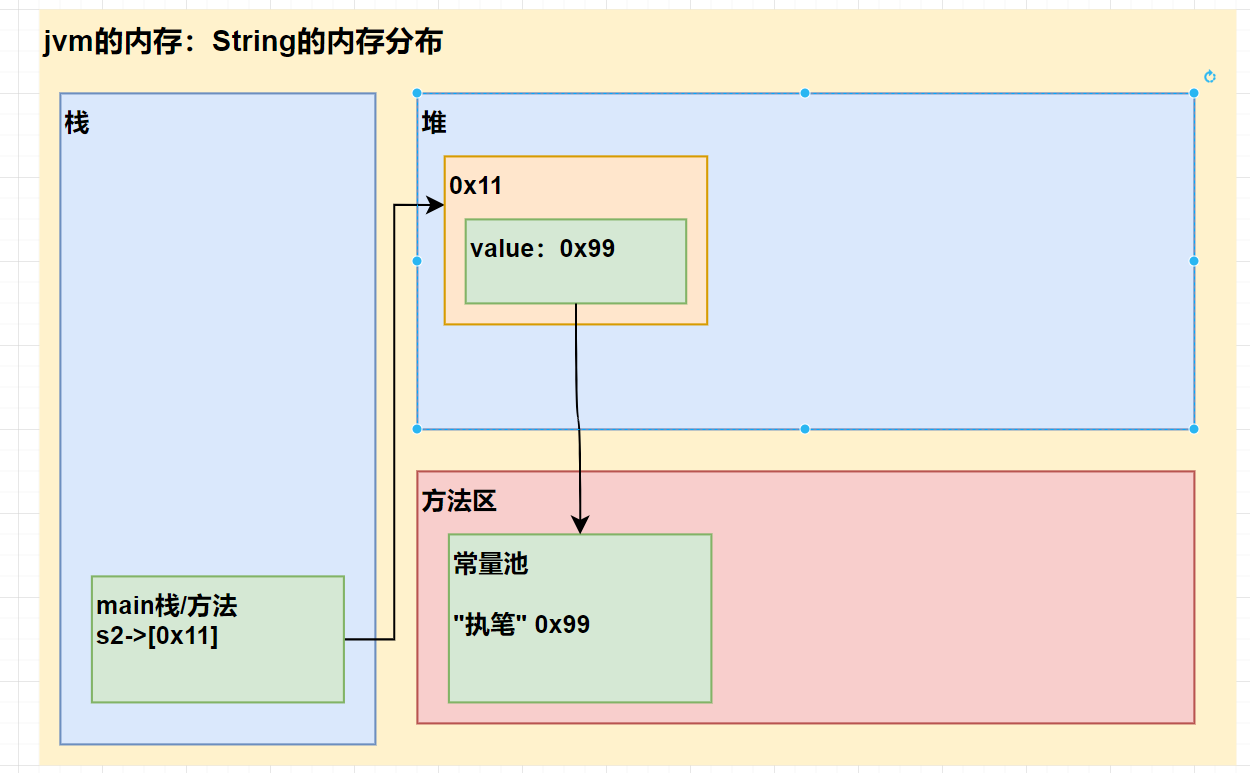 jvm的内存：String的内存分布
栈
堆
0x11
value：0x99
方法区
常量池
"执笔" 0x99
main栈/方法
s2->[0x11]